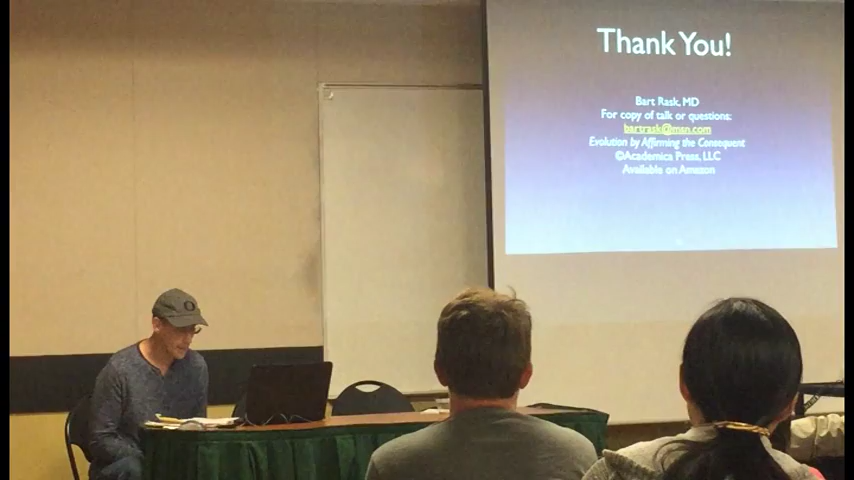 Thank You!
Bart Rask, MD
For copy of talk or questions:
bartrask@msn.com
Evolution by Affirming the Consequent
©Academica Press, LLC
Available on Amazon